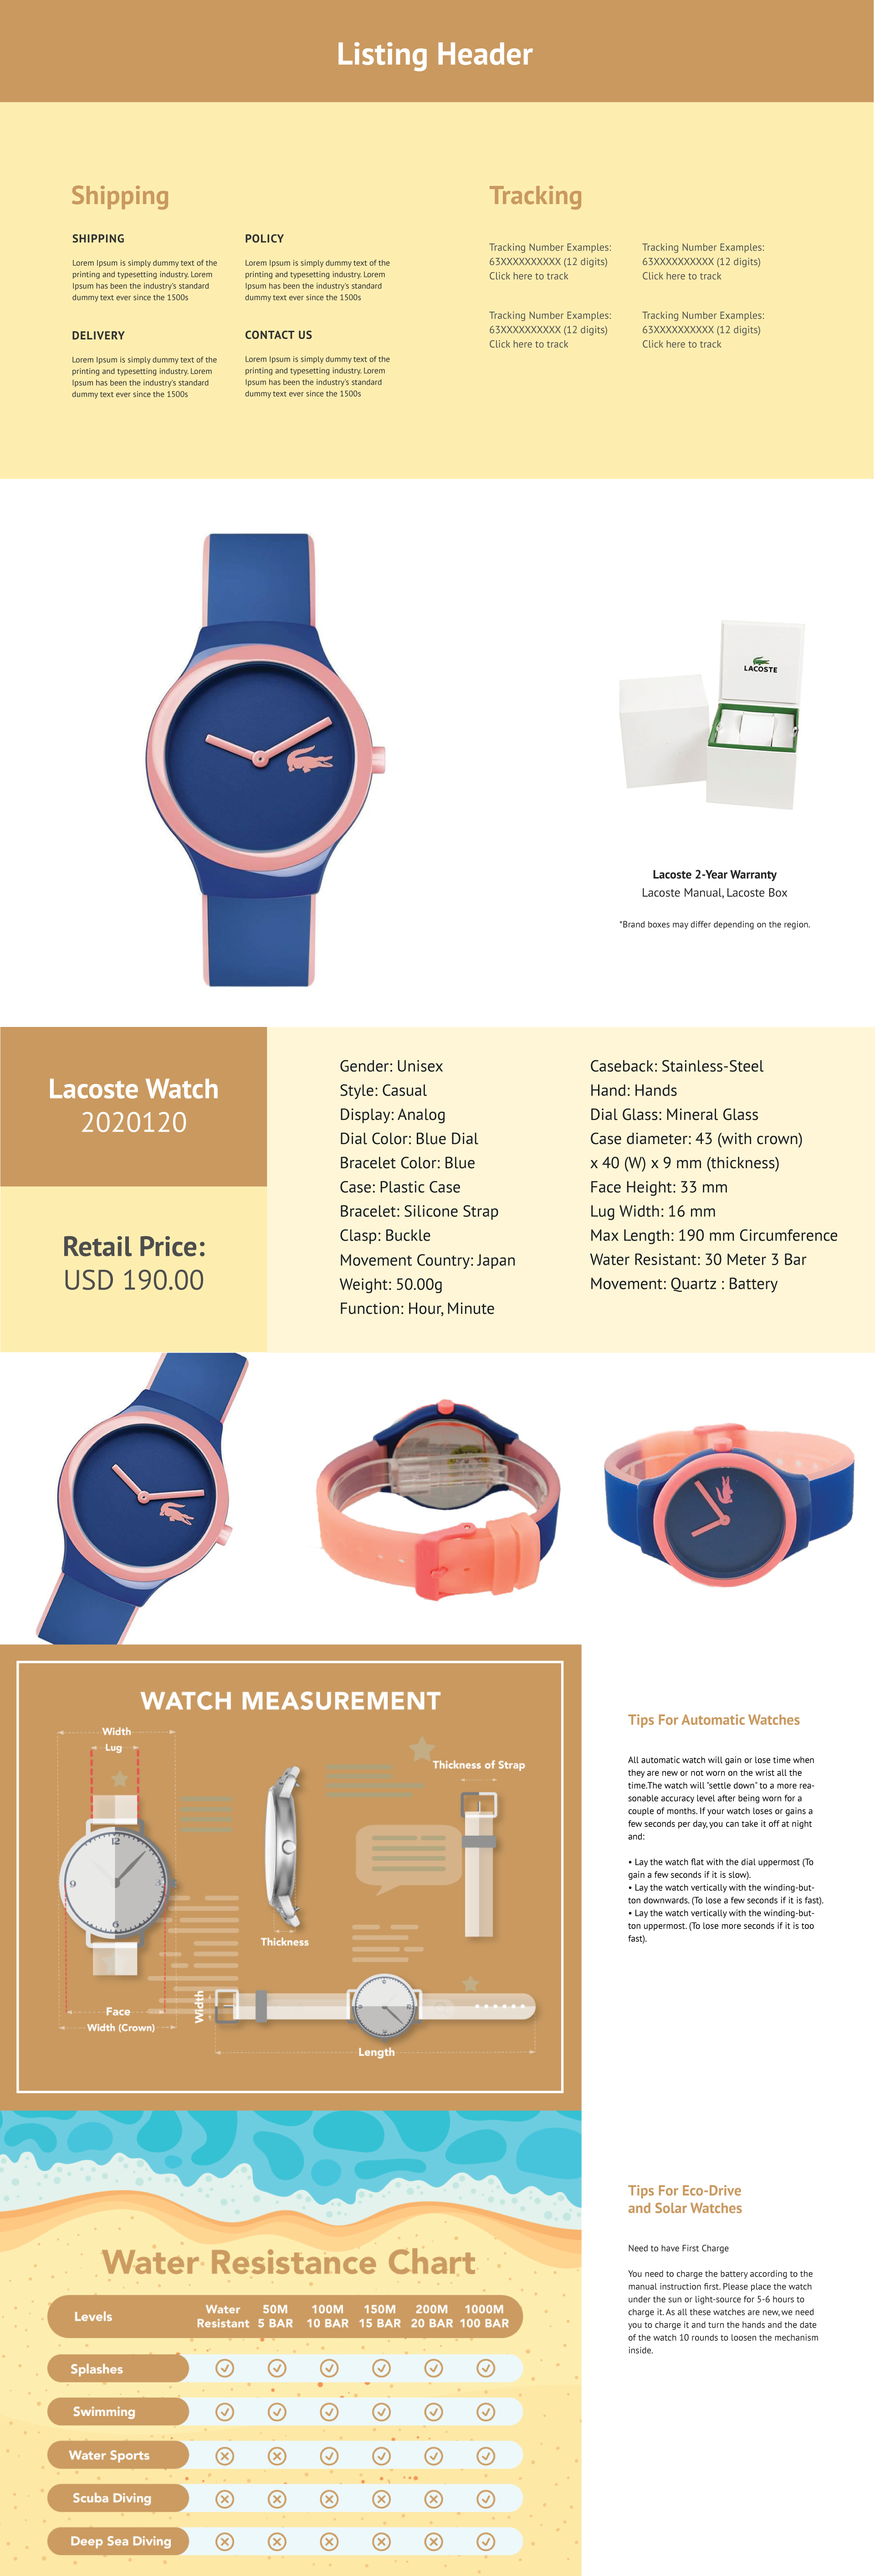 Listing Header
Shipping
SHIPPING
Lorem Ipsum is simply dummy text of the
printing and typesetting industry. Lorem
Ipsum has been the industry's standard
dummy text ever since the 1500s
POLICY
Lorem Ipsum is simply dummy text of the
printing and typesetting industry. Lorem
Ipsum has been the industry's standard
dummy text ever since the 1500s
DELIVERY
Lorem Ipsum is simply dummy text of the
printing and typesetting industry. Lorem
Ipsum has been the industry's standard
dummy text ever since the 1500s
CONTACT US
Lorem Ipsum is simply dummy text of the
printing and typesetting industry. Lorem
Ipsum has been the industry's standard
dummy text ever since the 1500s
Tracking
Tracking Number Examples:
63XXXXXXXXXX (12 digits)
Click here to track
Tracking Number Examples:
63XXXXXXXXXX (12 digits)
Click here to track
Tracking Number Examples:
63XXXXXXXXXX (12 digits)
Click here to track
Tracking Number Examples:
63XXXXXXXXXX (12 digits)
Click here to track
LACOSTE
Lacoste 2-Year Warranty
Lacoste Manual, Lacoste Box
*Brand boxes may differ depending on the region.
Lacoste Watch
2020120
Retail Price:
USD 190.00
Gender: Unisex
Style: Casual
Display: Analog
Dial Color: Blue Dial
Bracelet Color: Blue
Case: Plastic Case
Bracelet: Silicone Strap
Clasp: Buckle
Movement Country: Japan
Weight: 50.00g
Function: Hour, Minute
Caseback: Stainless-Steel
Hand: Hands
Dial Glass: Mineral Glass
Case diameter: 43 (with crown)
x 40 (W) x 9 mm (thickness)
Face Height: 33 mm
Lug Width: 16 mm
Max Length: 190 mm Circumference
Water Resistant: 30 Meter 3 Bar
Movement: Quartz : Battery
WATCH MEASUREMENT
Width
Lug
Thickness of Strap
12
9
3
6
Thickness
Face
Width (Crown)
Width
Length
Tips For Automatic Watches
All automatic watch will gain or lose time when
they are new or not worn on the wrist all the
time.The watch will "settle down" to a more rea-
sonable accuracy level after being worn for a
couple of months. If your watch loses or gains a
few seconds per day, you can take it off at night
and:
• Lay the watch flat with the dial uppermost (To
gain a few seconds if it is slow).
• Lay the watch vertically with the winding-but-
ton downwards. (To lose a few seconds if it is fast).
• Lay the watch vertically with the winding-but-
ton uppermost. (To lose more seconds if it is too
fast).
Water Resistance Chart
Levels
Water Resistant
50M 5 BAR
100M 10 BAR
150M 15 BAR
200M 20 BAR
1000M 100 BAR
Splashes
Swimming
Water Sports
Scuba Diving
Deep Sea Diving
Tips For Eco-Drive
and Solar Watches
Need to have First Charge
You need to charge the battery according to the
manual instruction first. Please place the watch
under the sun or light-source for 5-6 hours to
charge it. As all these watches are new, we need
you to charge it and turn the hands and the date
of the watch 10 rounds to loosen the mechanism
inside.